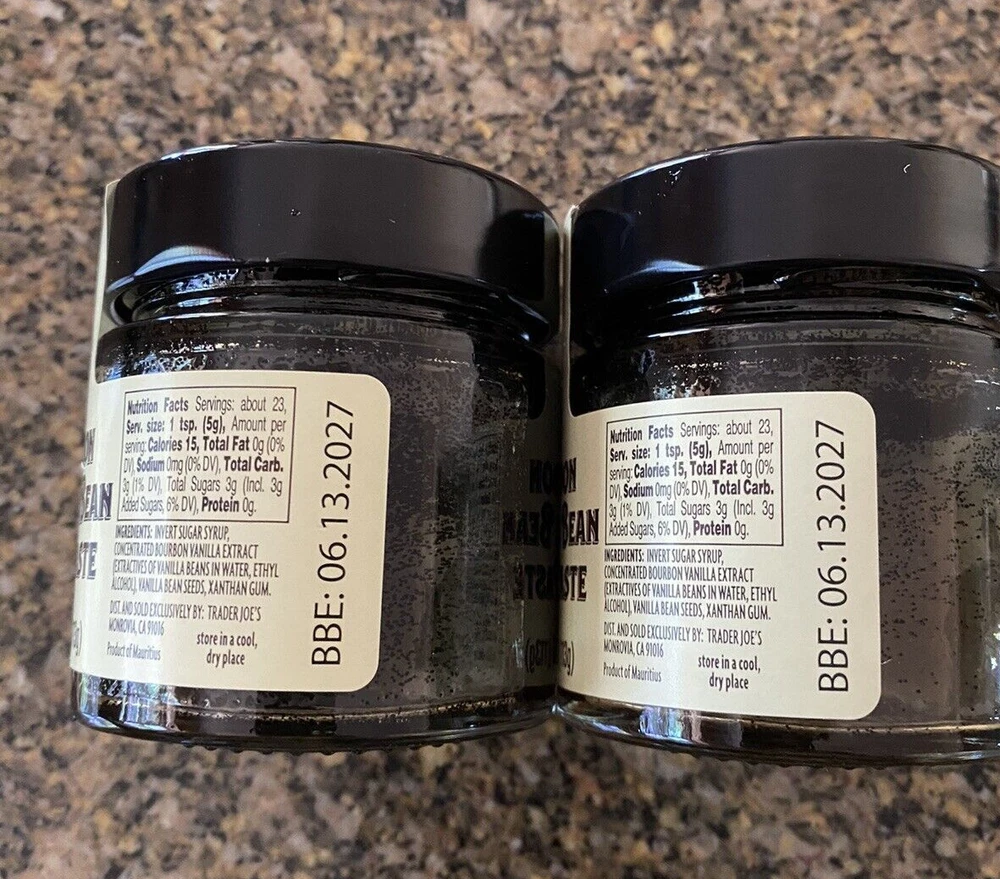 Nutrition Facts Servings: about 23,
Serv. size: 1 tsp. (5g), Amount per
serving: Calories 15, Total Fat 0g (0%
DV), Sodium 0mg (0% DV), Total Carb.
3g (1% DV), Total Sugars 3g (Incl. 3g
Added Sugars, 6% DV), Protein 0g.
INGREDIENTS: INVERT SUGAR SYRUP,
CONCENTRATED BOURBON VANILLA EXTRACT
(EXTRACTIVES OF VANILLA BEANS IN WATER, ETHYL
ALCOHOL), VANILLA BEAN SEEDS, XANTHAN GUM.
DIST. AND SOLD EXCLUSIVELY BY: TRADER JOE'S
MONROVIA, CA 91016
Product of Mauritius
store in a cool,
dry place
BBE: 06.13.2027
Nutrition Facts Servings: about 23,
Serv. size: 1 tsp. (5g), Amount per
serving: Calories 15, Total Fat 0g (0%
DV), Sodium 0mg (0% DV), Total Carb.
3g (1% DV), Total Sugars 3g (Incl. 3g
Added Sugars, 6% DV), Protein 0g.
INGREDIENTS: INVERT SUGAR SYRUP,
CONCENTRATED BOURBON VANILLA EXTRACT
(EXTRACTIVES OF VANILLA BEANS IN WATER, ETHYL
ALCOHOL), VANILLA BEAN SEEDS, XANTHAN GUM.
DIST. AND SOLD EXCLUSIVELY BY: TRADER JOE'S
MONROVIA, CA 91016
Product of Mauritius
store in a cool,
dry place
BBE: 06.13.2027